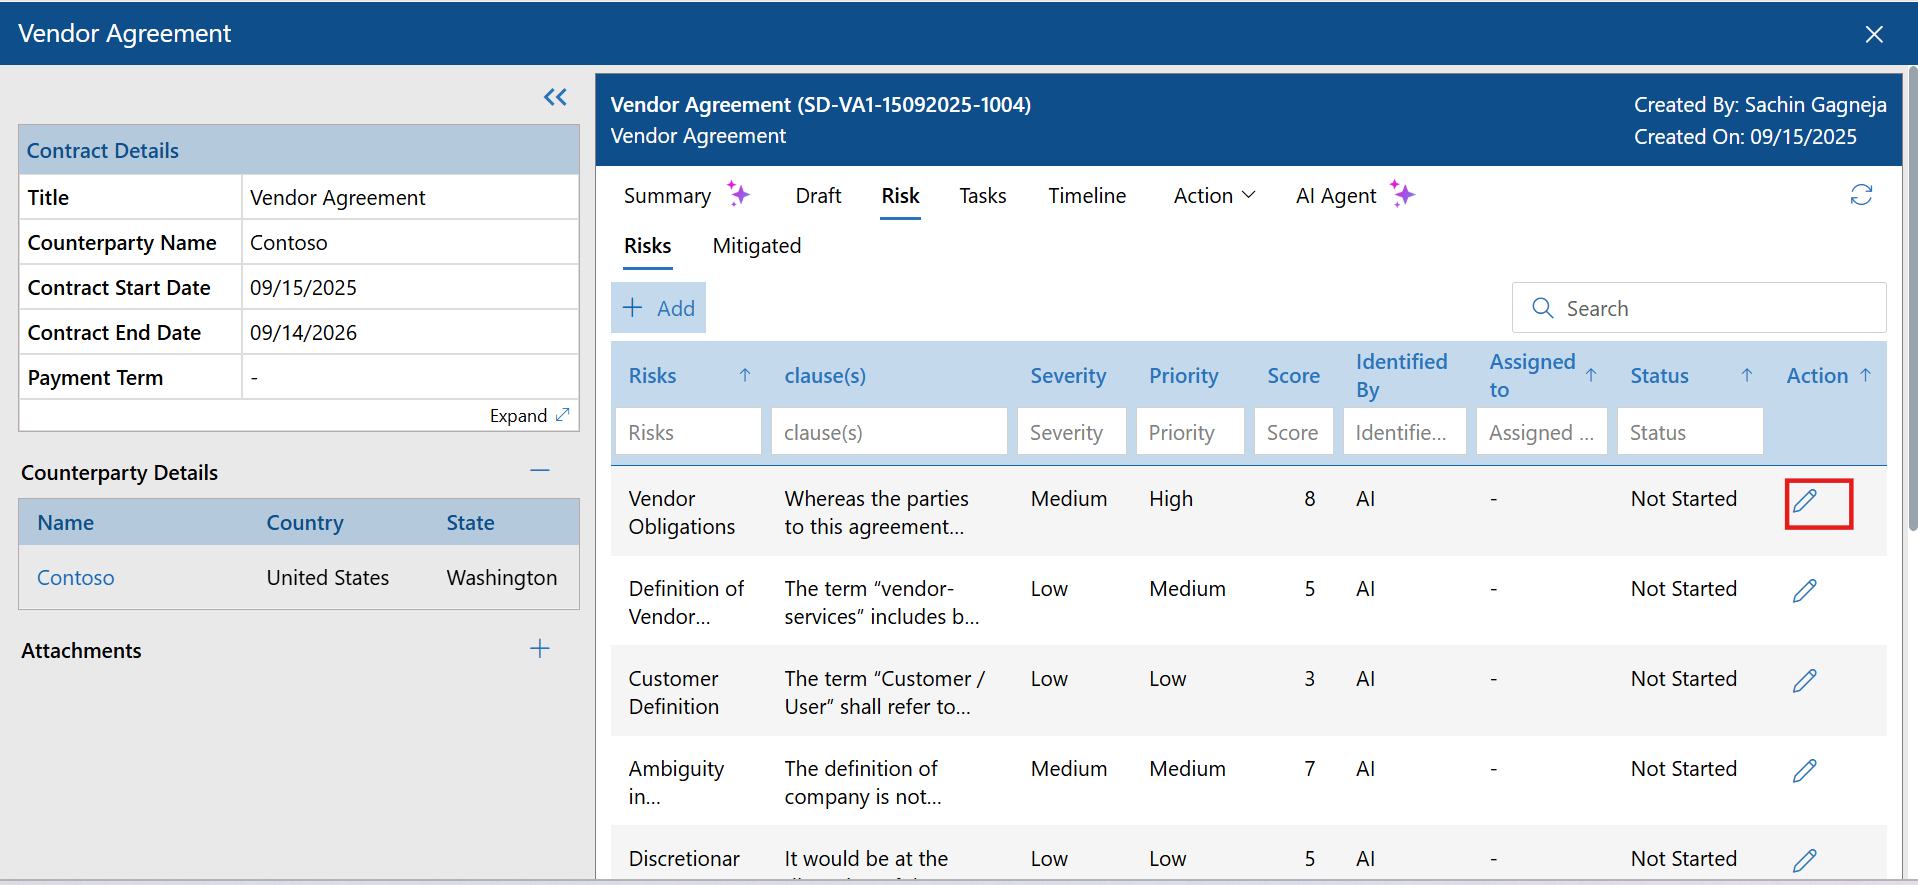 Vendor Agreement
Contract Details
Title Vendor Agreement
Counterparty Name Contoso
Contract Start Date 09/15/2025
Contract End Date 09/14/2026
Payment Term -
Expand
Counterparty Details
Name Country State
Contoso United States Washington
Attachments
Vendor Agreement (SD-VA1-15092025-1004)
Vendor Agreement
Created By: Sachin Gagneja
Created On: 09/15/2025
Summary Draft Risk Tasks Timeline Action AI Agent
Risks Mitigated
Add
Search
Risks clause(s) Severity Priority Score Identified By Assigned to Status Action
Risks clause(s) Severity Priority Score Identifie... Assigned ... Status
Vendor Whereas the parties Medium High 8 AI - Not Started
Obligations to this agreement...
Definition of The term “vendor- Low Medium 5 AI - Not Started
Vendor... services” includes b...
Customer The term “Customer / Low Low 3 AI - Not Started
Definition User” shall refer to...
Ambiguity The definition of Medium Medium 7 AI - Not Started
in... company is not...
Discretionar It would be at the Low Low 5 AI - Not Started